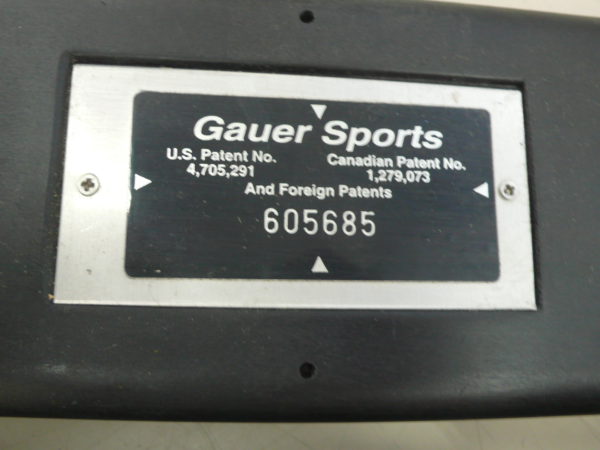 Gauer Sports
U.S. Patent No. Canadian Patent No.
4,705,291 1,279,073
And Foreign Patents
605685